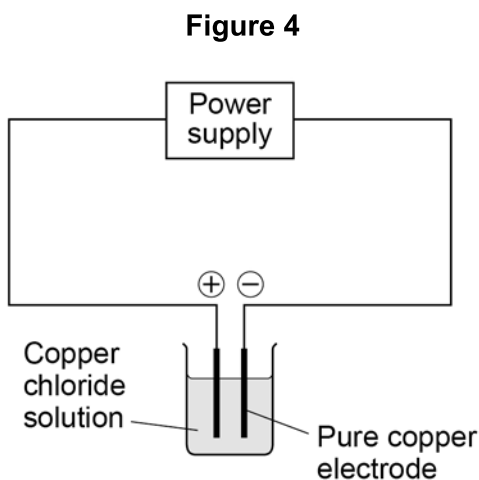 Figure 4
Power
supply
+ −
Copper
chloride
solution
Pure copper
electrode